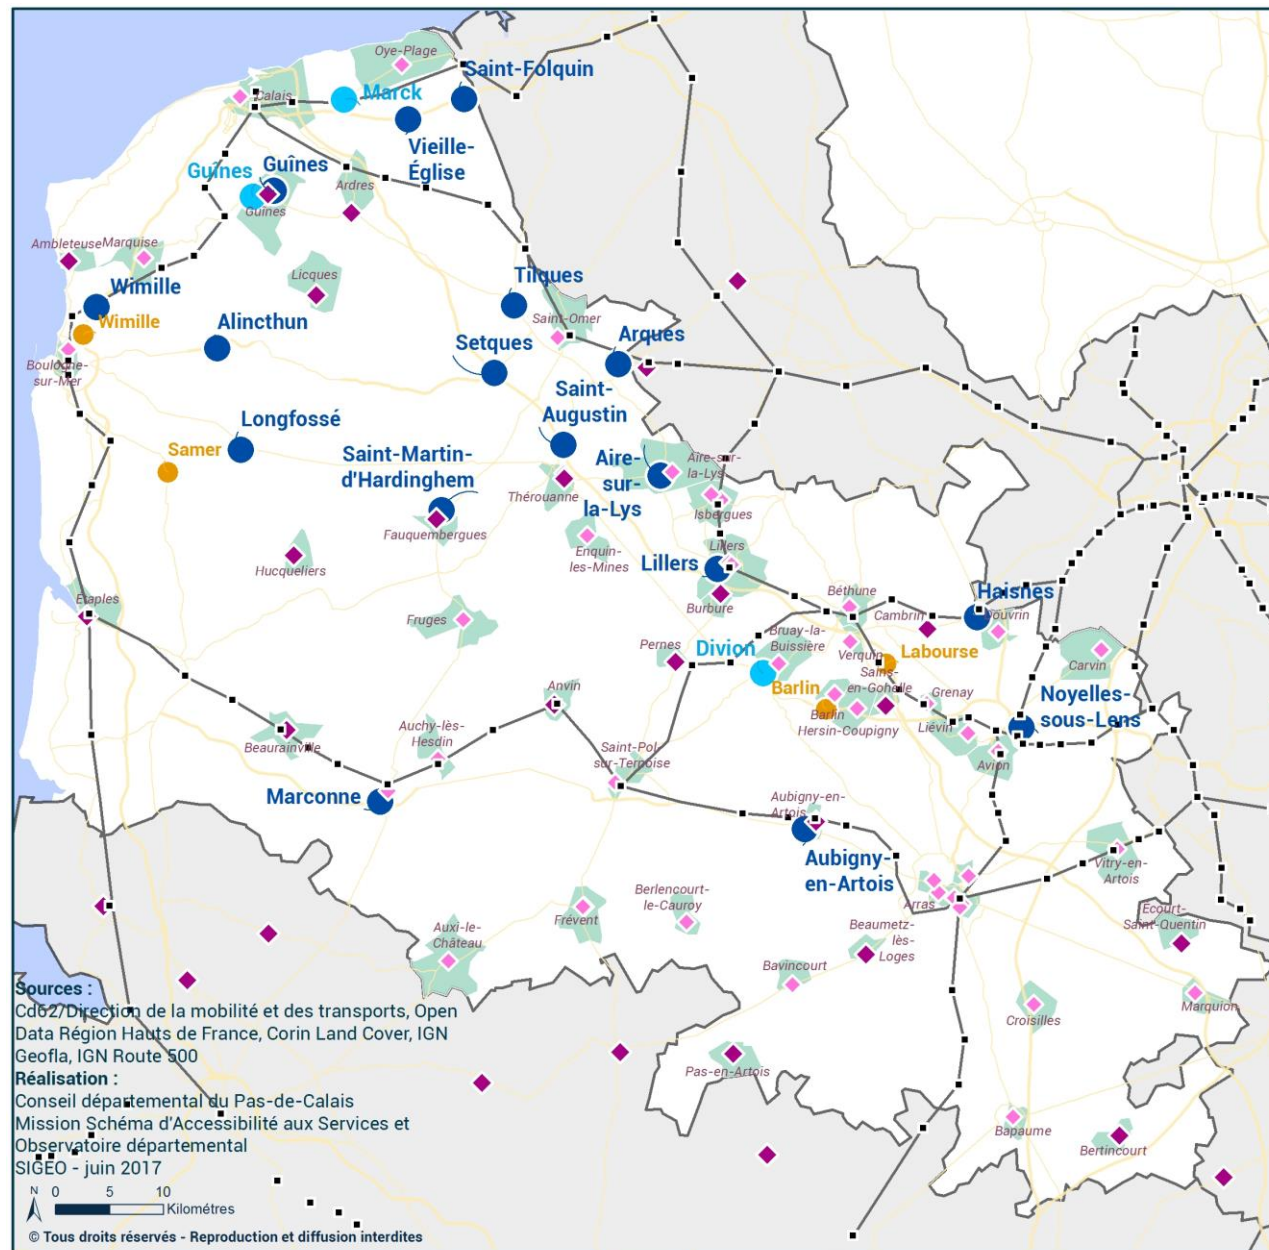 Oye-Plage
Saint-Folquin
Calais
Marck
Vieille-
Église
Guînes
Guînes
Guînes
Ardres
Ambleteuse
Marquise
Licques
Wimille
Wimille
Alincthun
Tilques
Saint-Omer
Setques
Arques
Boulogne-
sur-Mer
Saint-
Augustin
Longfossé
Samer
Saint-Martin-
d'Hardinghem
Aire-
sur-
la-Lys
Aire-sur-
la-Lys
Thérouanne
Isbergues
Fauquembergues
Enquin-
les-Mines
Hucqueliers
Lillers
Lillers
Burbure
Etaples
Fruges
Béthune
Cambrin
Haisnes
Douvrin
Pernes
Divion
Bruay-la-
Buissière
Verquin
Labourse
Carvin
Sains-
en-Gohelle
Barlin
Barlin
Hersin-Coupigny
Grenay
Liévin
Noyelles-
sous-Lens
Avion
Anvin
Beaurainville
Auchy-lès-
Hesdin
Saint-Pol-
sur-Ternoise
Marconne
Aubigny-en-
Artois
Aubigny-
en-Artois
Vitry-en-
Artois
Arras
Berlencourt-
le-Cauroy
Frévent
Auxi-le-
Château
Beaumetz-
lès-
Loges
Bavincourt
Ecourt-
Saint-Quentin
Marquion
Croisilles
Pas-en-Artois
Bapaume
Bertincourt
Sources :
Cd62/Direction de la mobilité et des transports, Open
Data Région Hauts de France, Corin Land Cover, IGN
Geofla, IGN Route 500
Réalisation :
Conseil départemental du Pas-de-Calais
Mission Schéma d'Accessibilité aux Services et
Observatoire départemental
SIGEO - juin 2017
N
0 5 10
Kilométres
© Tous droits réservés - Reproduction et diffusion interdites